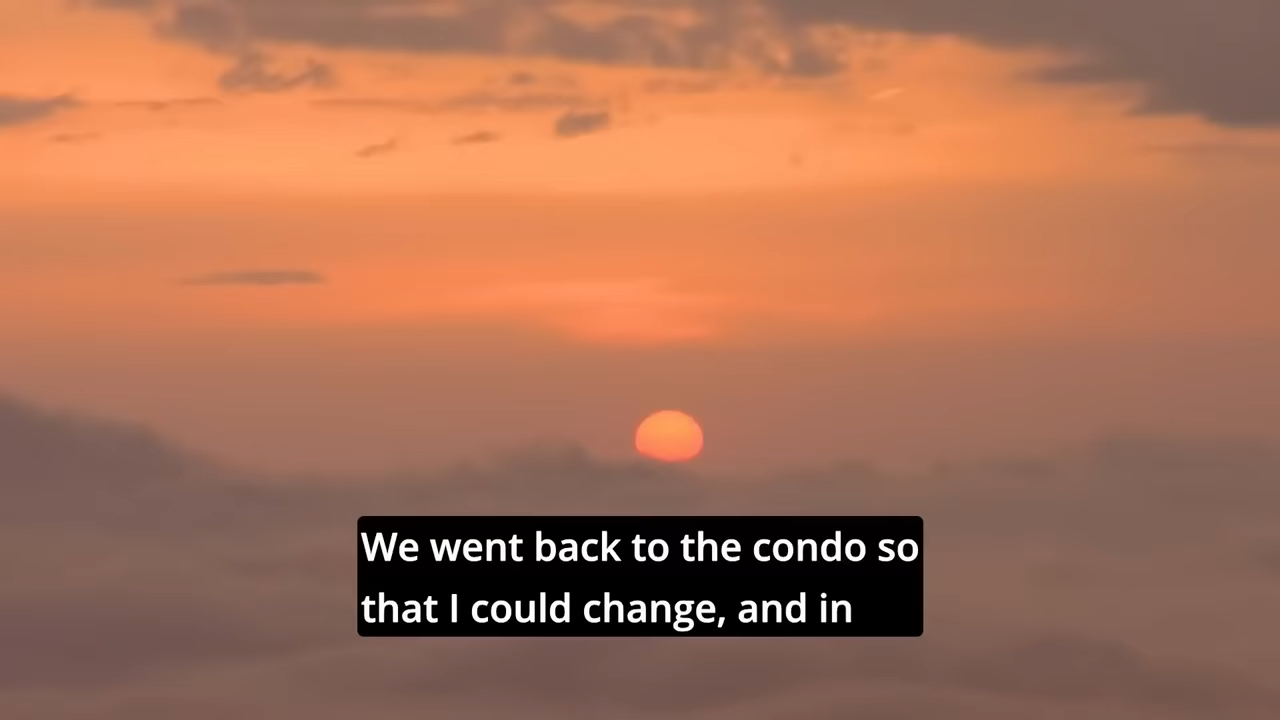 We went back to the condo so
that I could change, and in